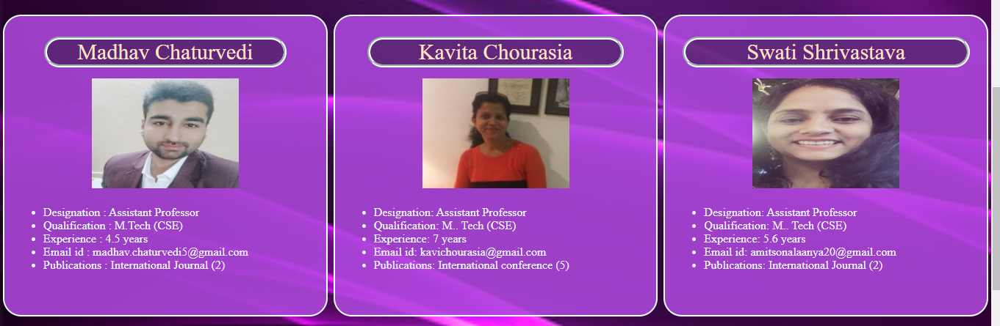 Madhav Chaturvedi
Designation : Assistant Professor
Qualification : M.Tech (CSE)
Experience : 4.5 years
Email id : madhav.chaturvedi5@gmail.com
Publications : International Journal (2)
Kavita Chourasia
Designation: Assistant Professor
Qualification: M.. Tech (CSE)
Experience: 7 years
Email id: kavichourasia@gmail.com
Publications: International conference (5)
Swati Shrivastava
Designation: Assistant Professor
Qualification: M.. Tech (CSE)
Experience: 5.6 years
Email id: amitsonalaanya20@gmail.com
Publications: International Journal (2)